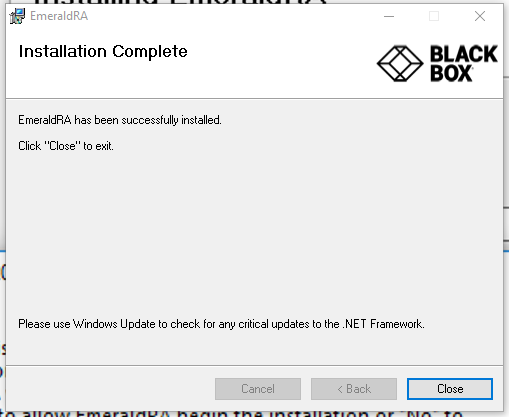 Installing EmeraldRA
EmeraldRA
Installation Complete
BLACK
BOX
EmeraldRA has been successfully installed.
Click "Close" to exit.
Please use Windows Update to check for any critical updates to the .NET Framework.
Cancel
< Back
Close
to allow EmeraldRA begin the installation or "No" to